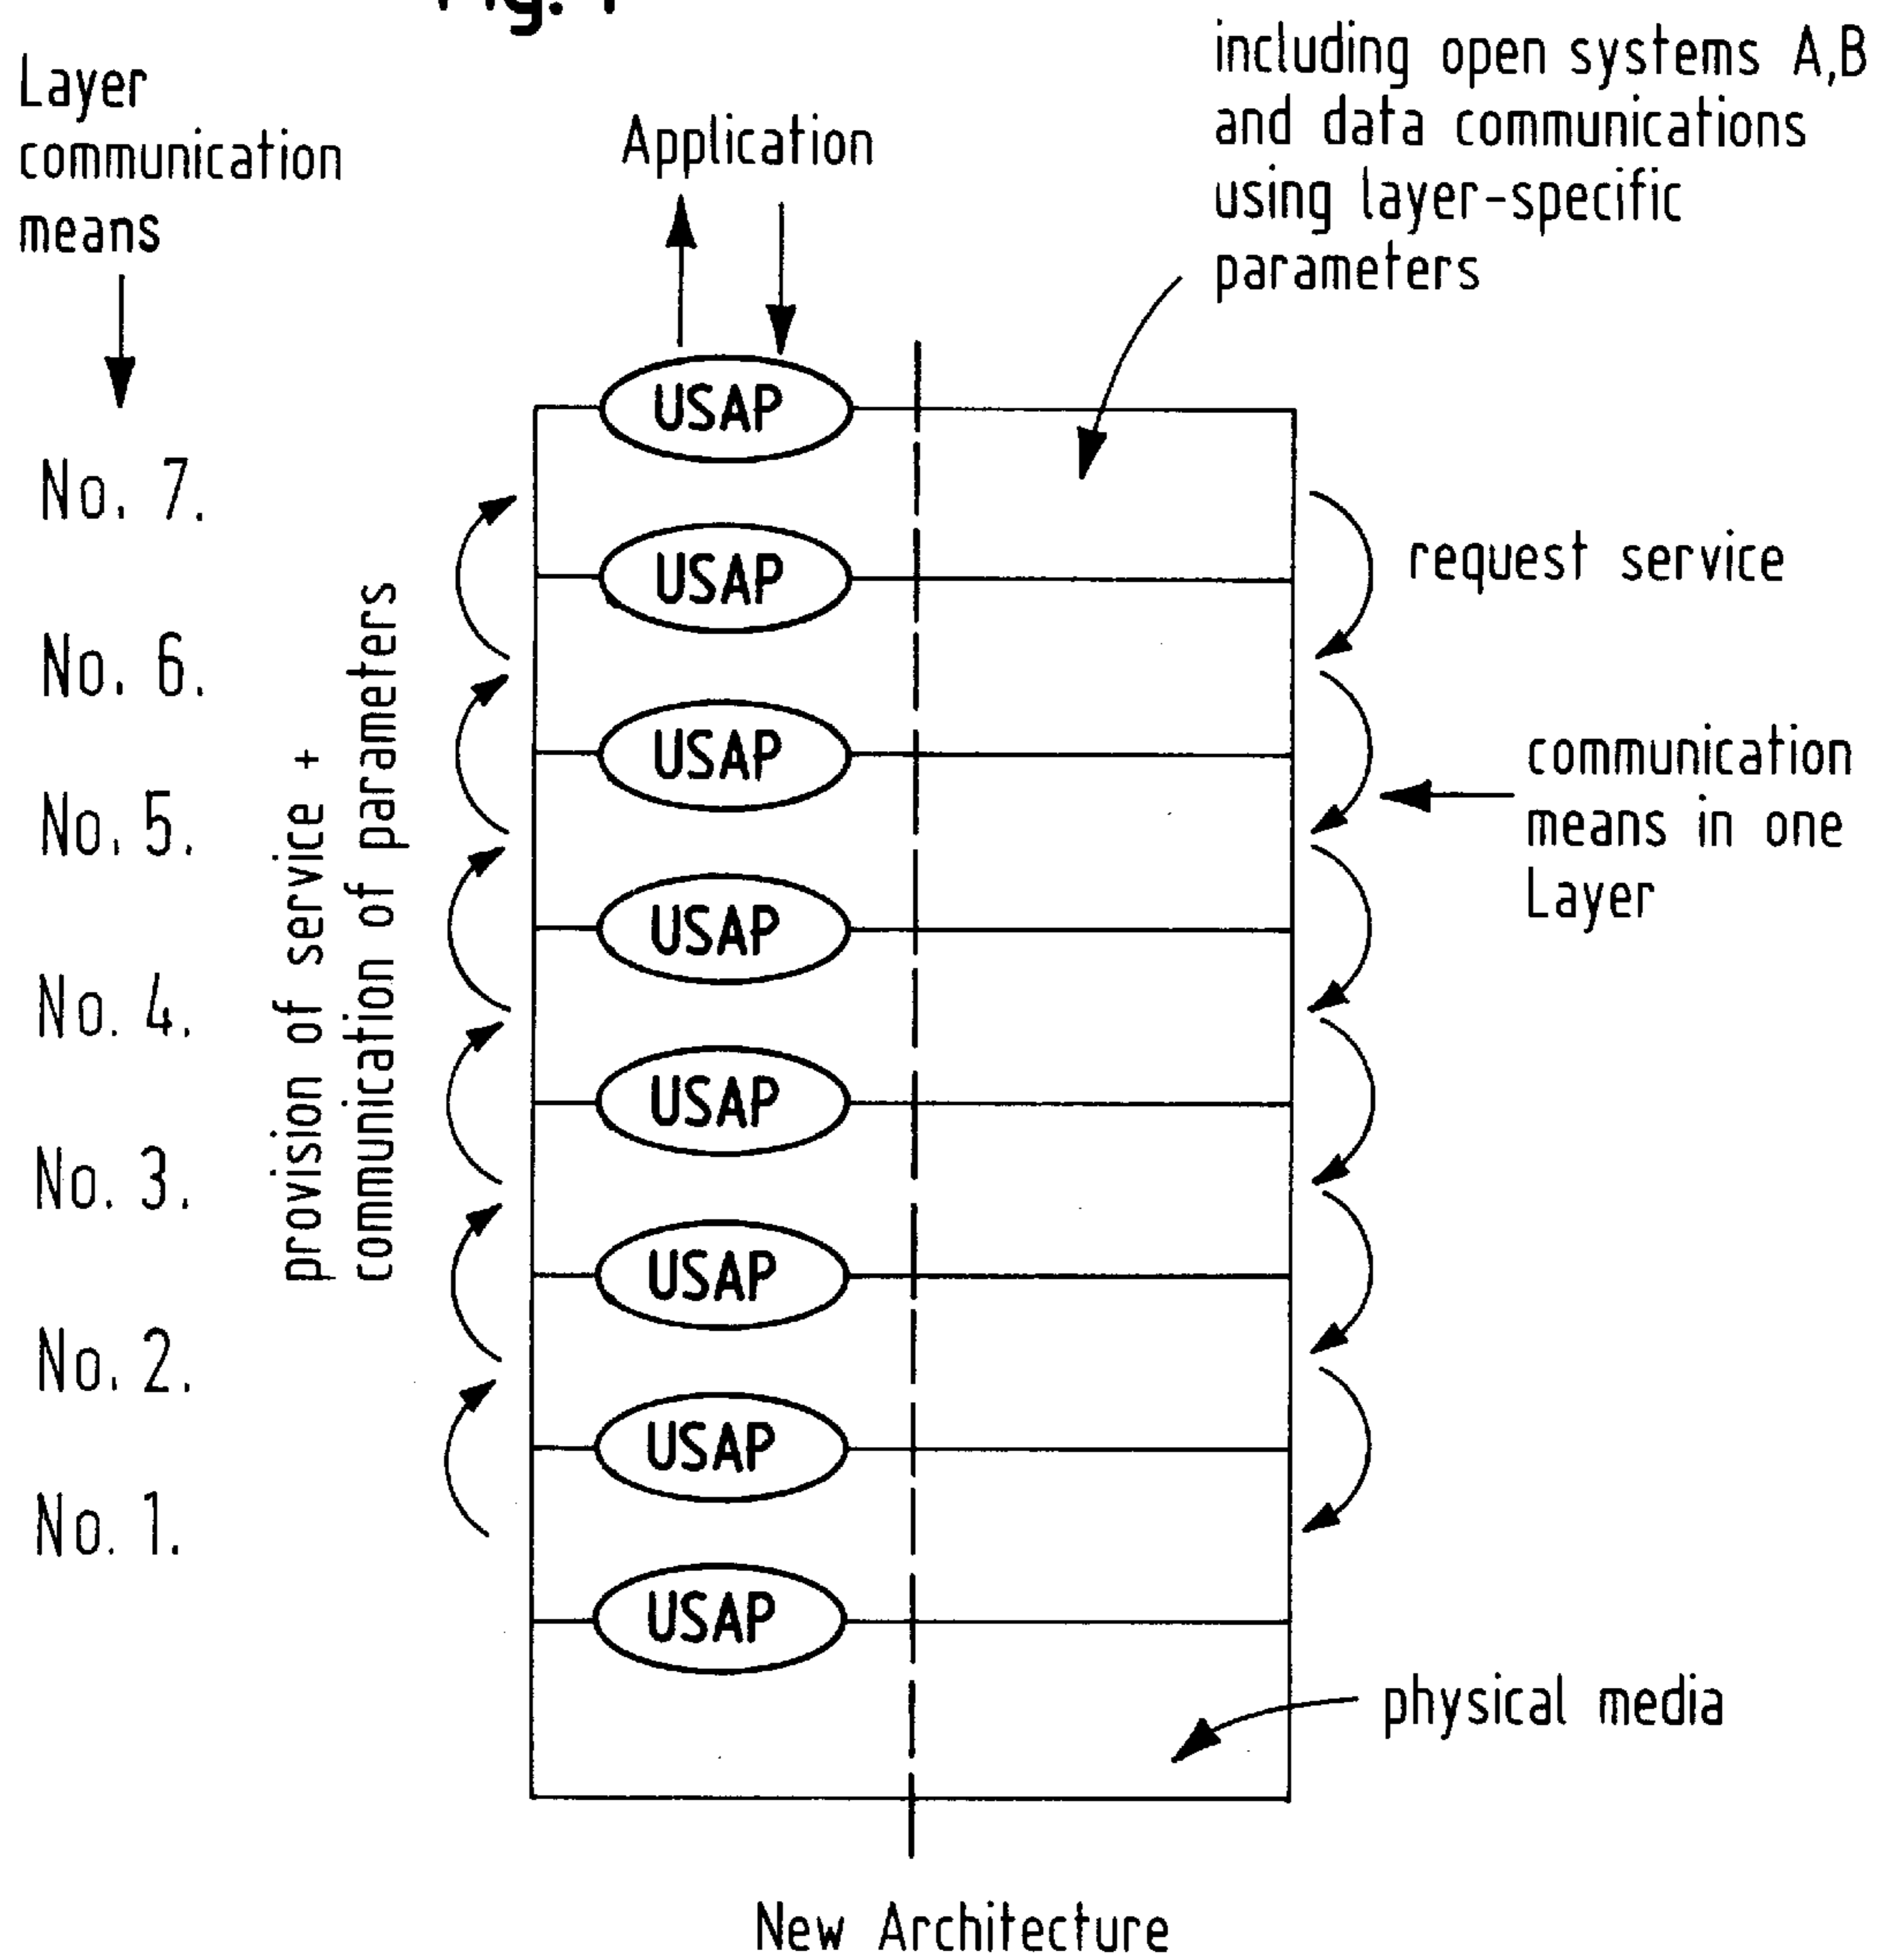 Layer
communication
means
Application
including open systems A,B
and data communications
using layer-specific
parameters
USAP
No. 7.
USAP
request service
No. 6.
provision of service +
communication of parameters
USAP
communication
means in one
Layer
No. 5.
USAP
No. 4.
USAP
No. 3.
USAP
No. 2.
USAP
No. 1.
USAP
physical media
New Architecture